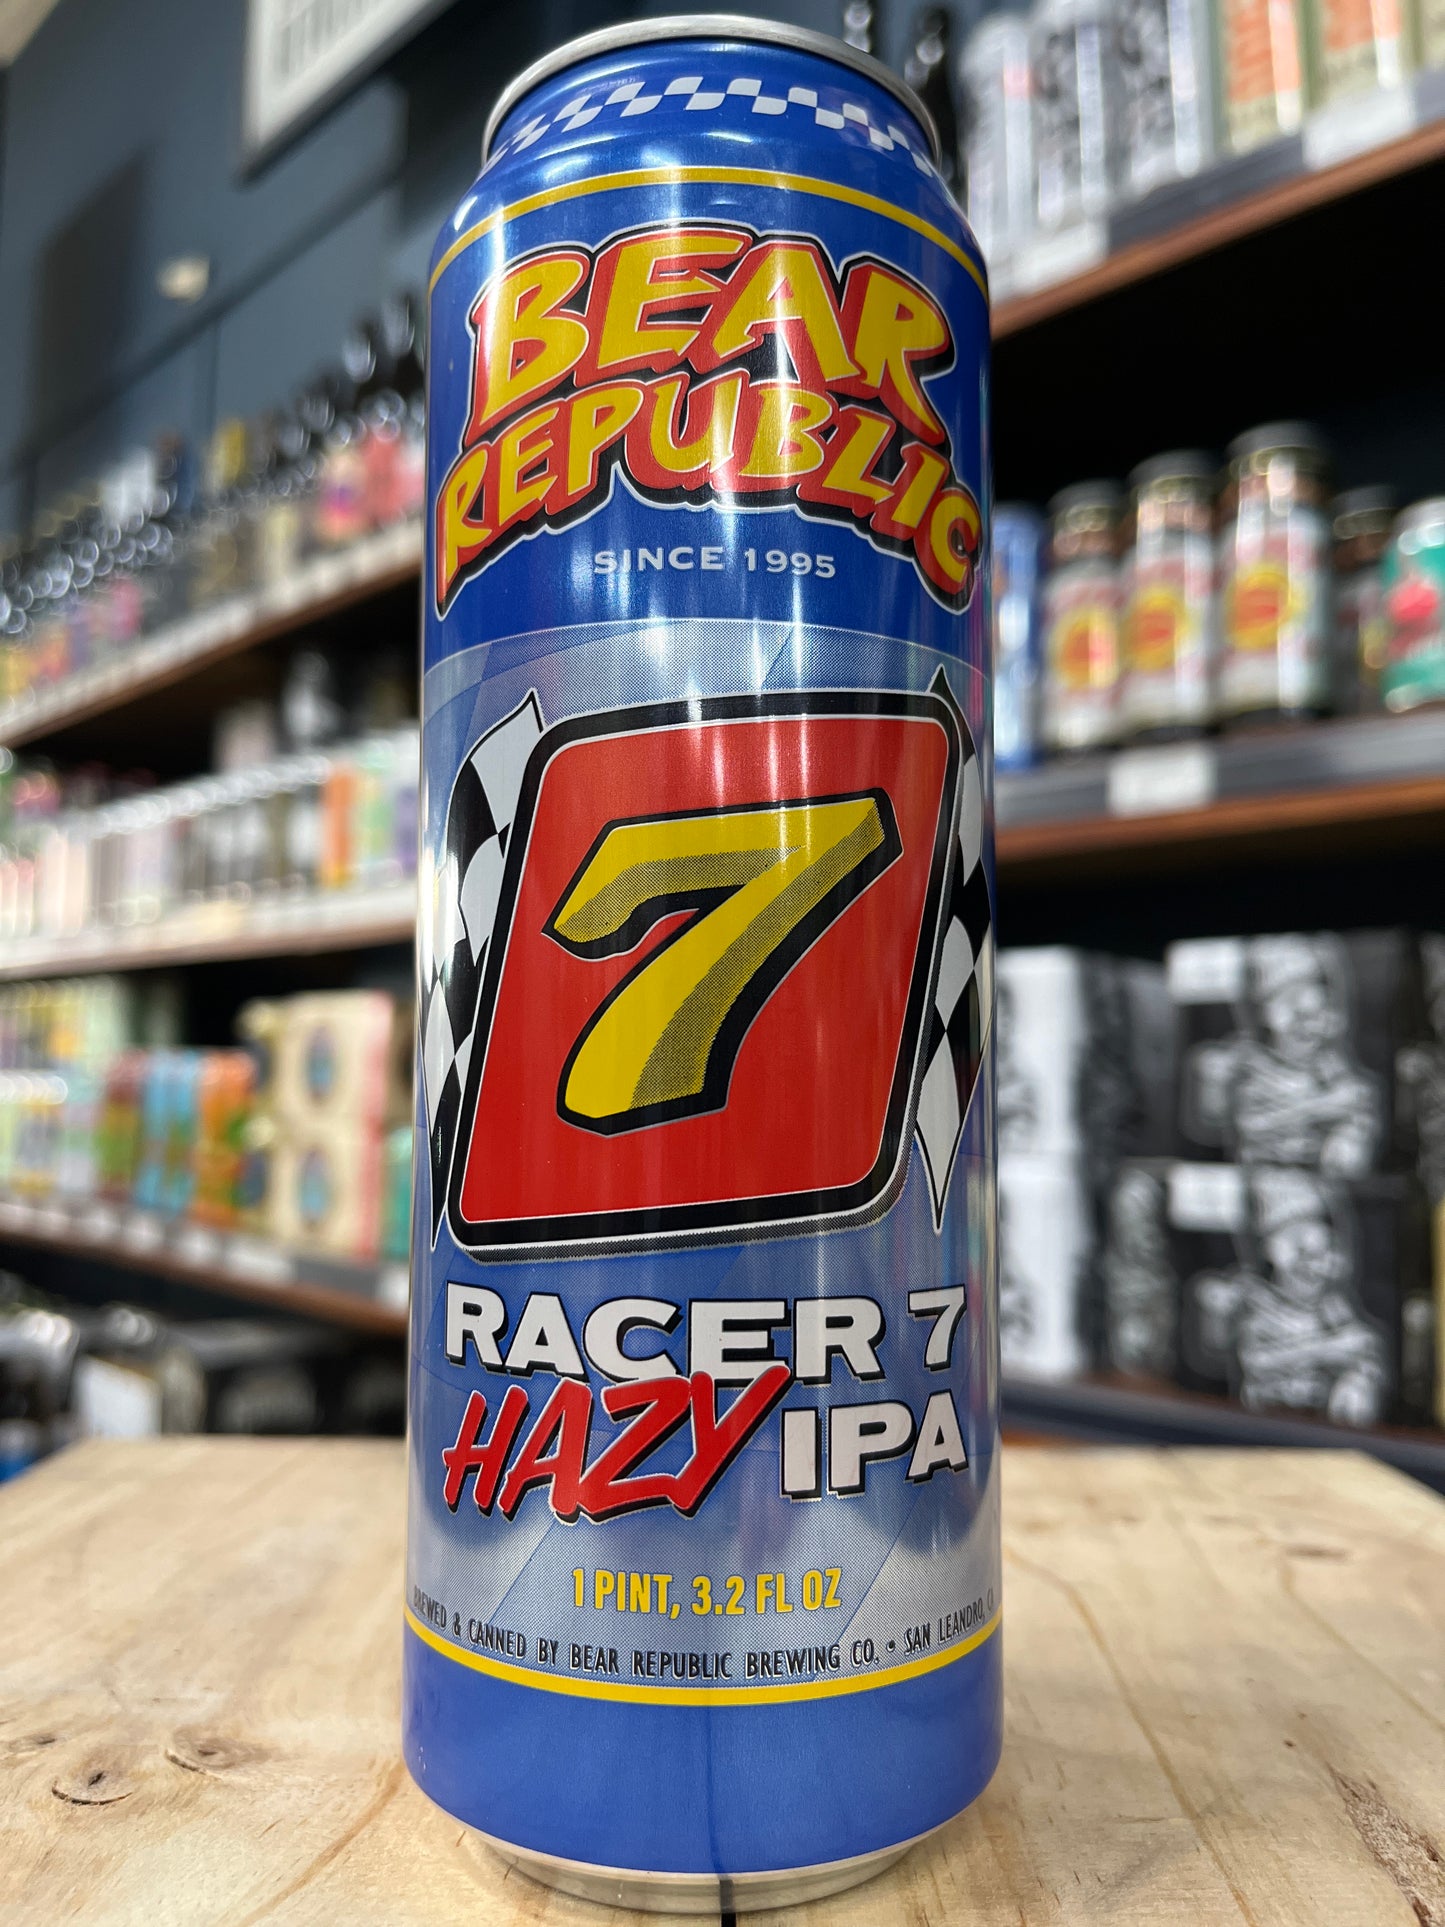 BEAR
REPUBLIC
SINCE 1995
7
RACER 7
HAZY IPA
1 PINT, 3.2 FL OZ
BREWED & CANNED BY BEAR REPUBLIC BREWING CO. • SAN LEANDRO, CA